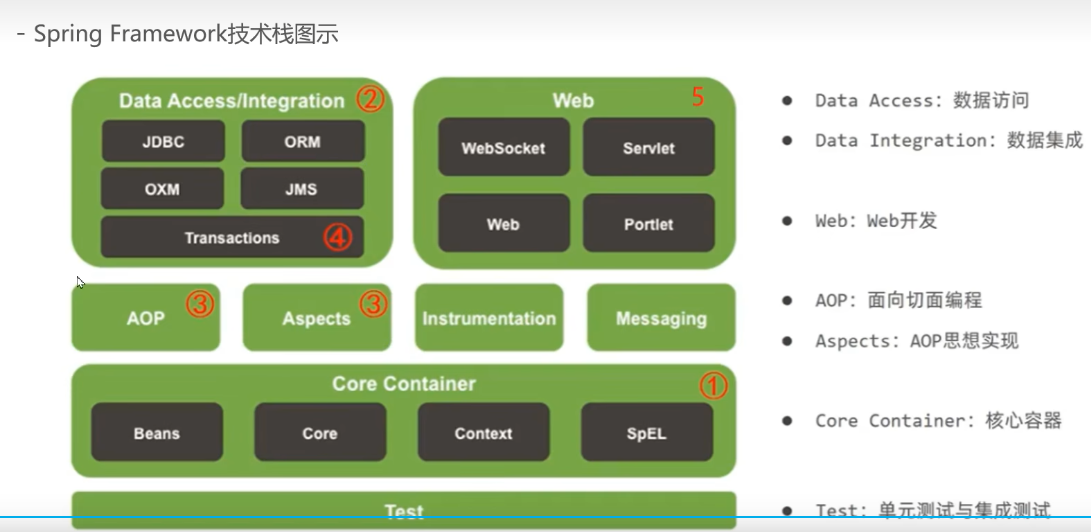 - Spring Framework技术栈图示
Data Access/Integration ②
JDBC
ORM
OXM
JMS
Transactions ④
Web 5
WebSocket
Servlet
Web
Portlet
AOP ③
Aspects ③
Instrumentation
Messaging
Core Container ①
Beans
Core
Context
SpEL
Test
● Data Access：数据访问
● Data Integration：数据集成
● Web：Web开发
● AOP：面向切面编程
● Aspects：AOP思想实现
● Core Container：核心容器
● Test：单元测试与集成测试